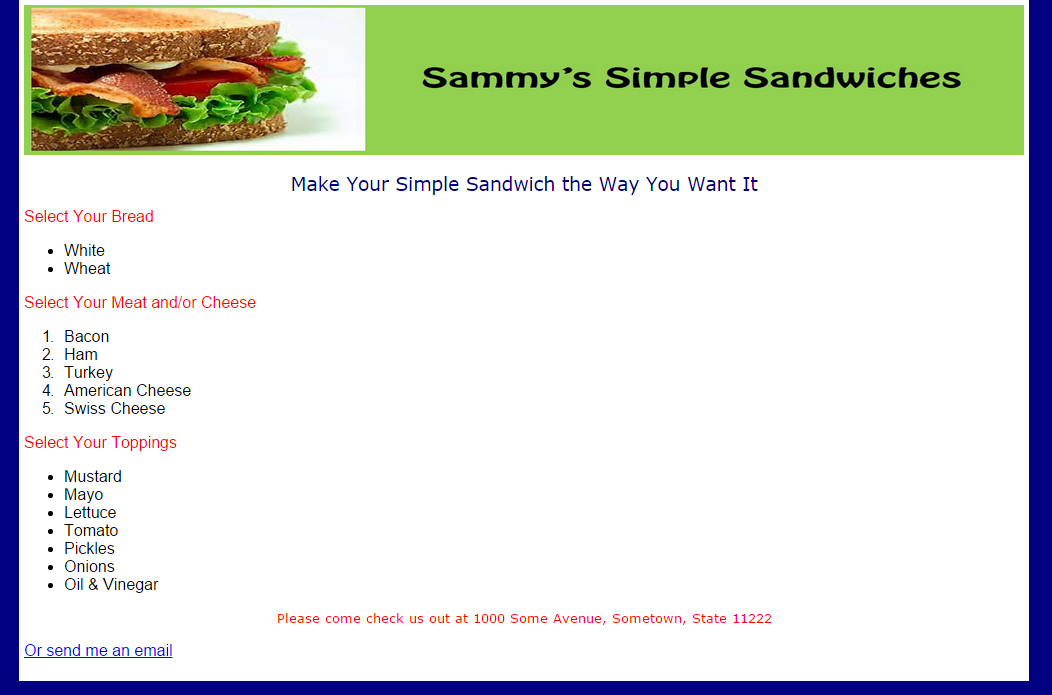 Sammy's Simple Sandwiches
Make Your Simple Sandwich the Way You Want It
Select Your Bread
• White
• Wheat
Select Your Meat and/or Cheese
1. Bacon
2. Ham
3. Turkey
4. American Cheese
5. Swiss Cheese
Select Your Toppings
• Mustard
• Mayo
• Lettuce
• Tomato
• Pickles
• Onions
• Oil & Vinegar
Please come check us out at 1000 Some Avenue, Sometown, State 11222
Or send me an email